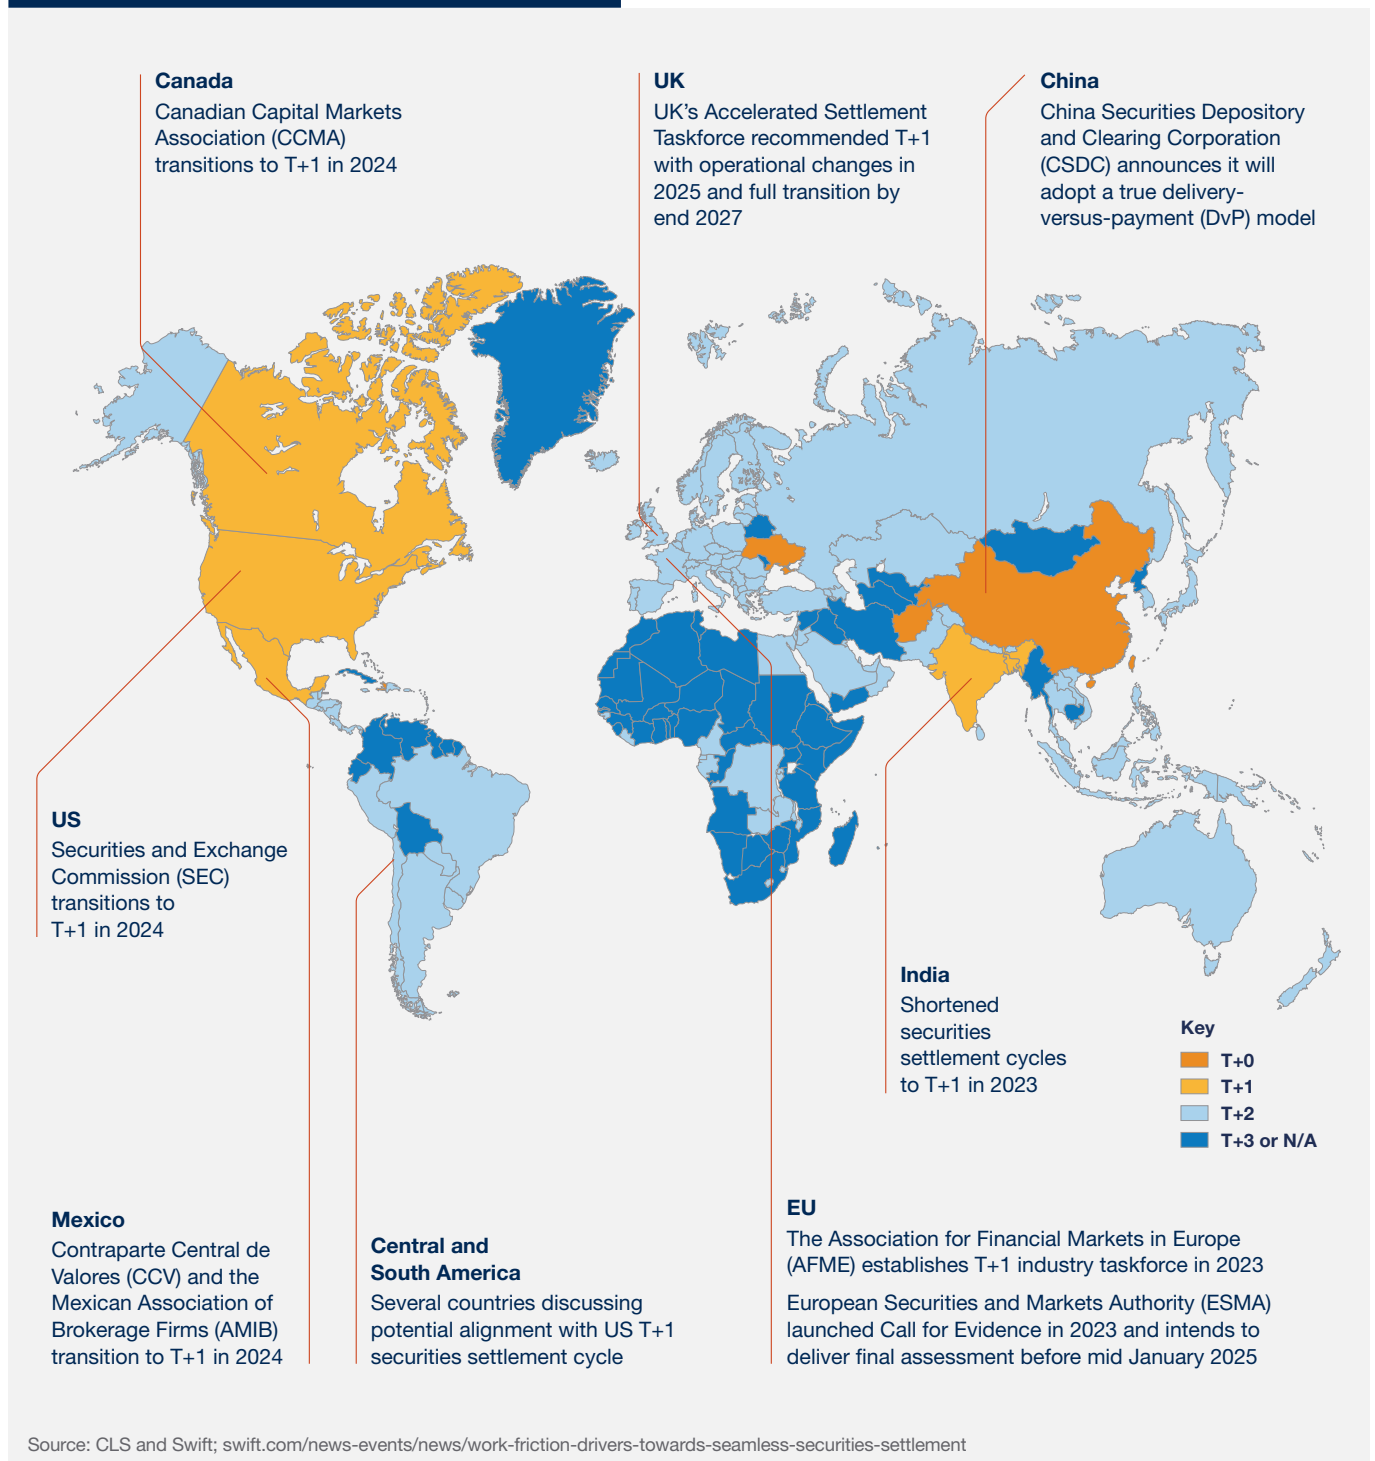 Canada
Canadian Capital Markets
Association (CCMA)
transitions to T+1 in 2024
UK
UK's Accelerated Settlement
Taskforce recommended T+1
with operational changes in
2025 and full transition by
end 2027
China
China Securities Depository
and Clearing Corporation
(CSDC) announces it will
adopt a true delivery-
versus-payment (DvP) model
US
Securities and Exchange
Commission (SEC)
transitions to
T+1 in 2024
India
Shortened
securities
settlement cycles
to T+1 in 2023
Key
T+0
T+1
T+2
T+3 or N/A
Mexico
Contraparte Central de
Valores (CCV) and the
Mexican Association of
Brokerage Firms (AMIB)
transition to T+1 in 2024
Central and
South America
Several countries discussing
potential alignment with US T+1
securities settlement cycle
EU
The Association for Financial Markets in Europe
(AFME) establishes T+1 industry taskforce in 2023
European Securities and Markets Authority (ESMA)
launched Call for Evidence in 2023 and intends to
deliver final assessment before mid January 2025
Source: CLS and Swift; swift.com/news-events/news/work-friction-drivers-towards-seamless-securities-settlement